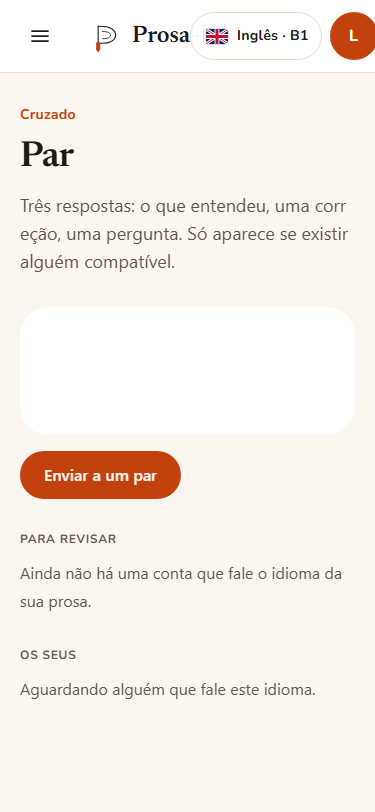 Prosa
Inglês · B1
L
Cruzado
Par
Três respostas: o que entendeu, uma corr
eção, uma pergunta. Só aparece se existir
alguém compatível.
Enviar a um par
PARA REVISAR
Ainda não há uma conta que fale o idioma da
sua prosa.
OS SEUS
Aguardando alguém que fale este idioma.